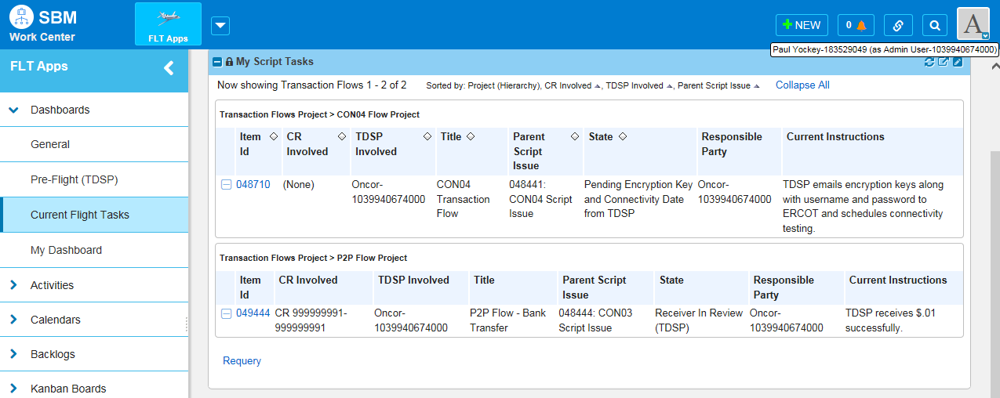 SBM
Work Center
FLT Apps
NEW
0
A
Paul Yockey-183529049 (as Admin User-1039940674000)
FLT Apps
Dashboards
General
Pre-Flight (TDSP)
Current Flight Tasks
My Dashboard
Activities
Calendars
Backlogs
Kanban Boards
My Script Tasks
Now showing Transaction Flows 1 - 2 of 2 Sorted by: Project (Hierarchy), CR Involved, TDSP Involved, Parent Script Issue Collapse All
Transaction Flows Project > CON04 Flow Project
Item Id CR Involved TDSP Involved Title Parent Script Issue State Responsible Party Current Instructions
048710 (None) Oncor- CON04 048441: Pending Encryption Key Oncor- TDSP emails encryption keys along
1039940674000 Transaction CON04 Script and Connectivity Date 1039940674000 with username and password to
Flow Issue from TDSP ERCOT and schedules connectivity
testing.
Transaction Flows Project > P2P Flow Project
Item Id CR Involved TDSP Involved Title Parent Script Issue State Responsible Party Current Instructions
049444 CR 999999991- Oncor- P2P Flow - Bank 048444: CON03 Receiver In Review Oncor- TDSP receives $.01
999999991 1039940674000 Transfer Script Issue (TDSP) 1039940674000 successfully.
Requery